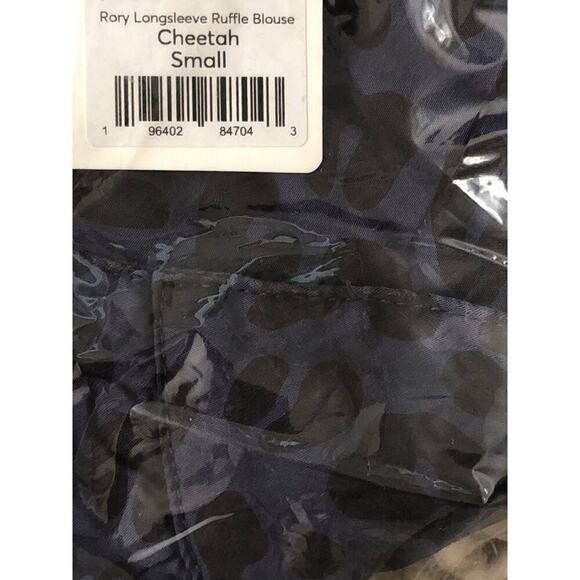 Rory Longsleeve Ruffle Blouse
Cheetah
Small
1 96402 84704 3